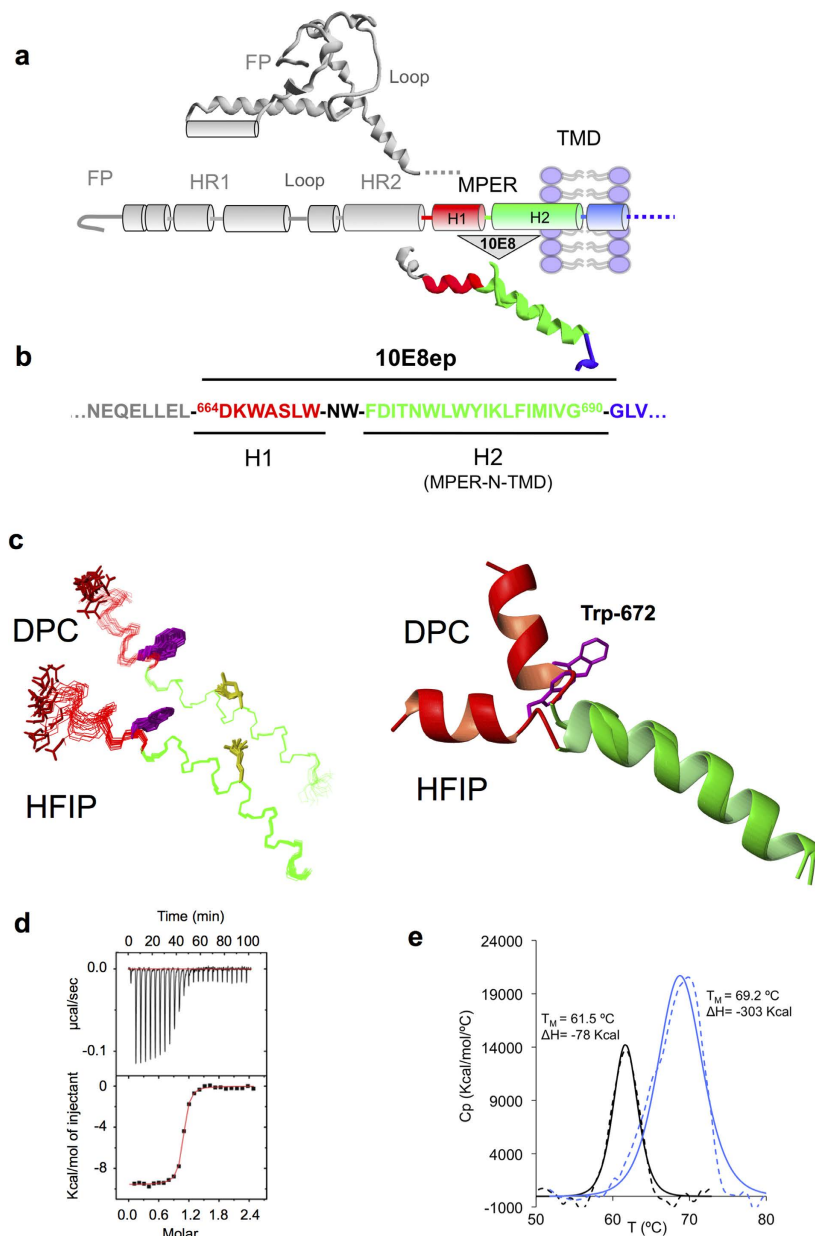 a
FP
Loop
TMD
FP
HR1
Loop
HR2
MPER
H1
H2
10E8
b
10E8ep
...NEQELLEL-⁶⁶⁴DKWASLW-NW-FDITNWLWYIKLFIMIVG⁶⁹⁰-GLV...
H1
H2
(MPER-N-TMD)
c
DPC
HFIP
DPC
Trp-672
HFIP
d
Time (min)
0 20 40 60 80 100
0.0
-0.1
µcal/sec
0
-4
-8
Kcal/mol of injectant
0.0 0.6 1.2 1.8 2.4
Molar
e
24000
19000
14000
9000
4000
-1000
Cp (Kcal/mol/ºC)
T_M = 61.5 ºC
ΔH= -78 Kcal
T_M = 69.2 ºC
ΔH= -303 Kcal
50 60 70 80
T (ºC)